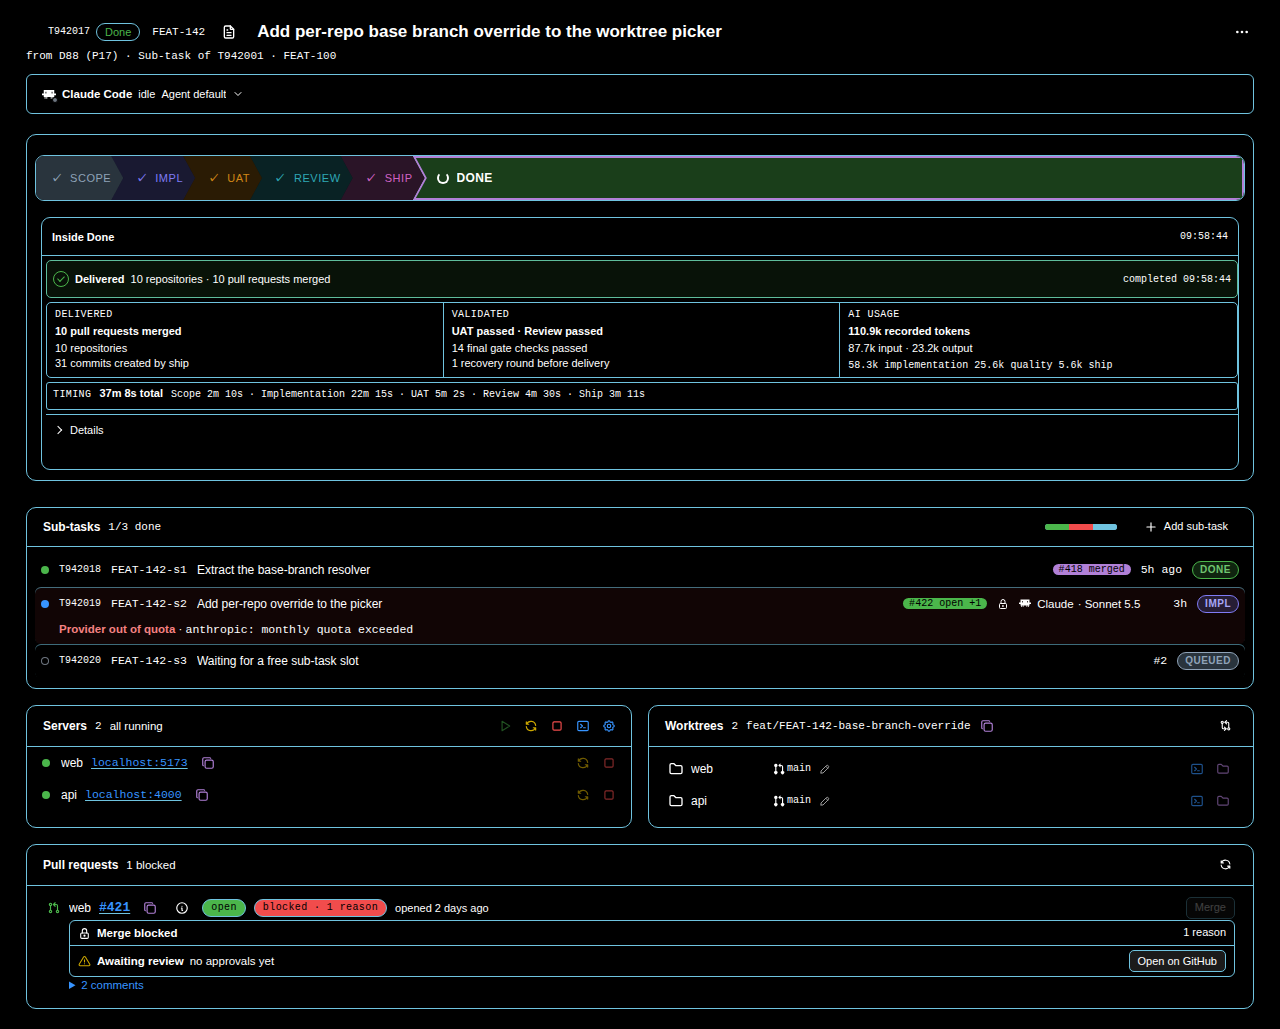 T942017 Done FEAT-142 Add per-repo base branch override to the worktree picker
from D88 (P17) · Sub-task of T942001 · FEAT-100
Claude Code idle Agent default
SCOPE IMPL UAT REVIEW SHIP DONE
Inside Done 09:58:44
Delivered 10 repositories · 10 pull requests merged completed 09:58:44
DELIVERED VALIDATED AI USAGE
10 pull requests merged UAT passed · Review passed 110.9k recorded tokens
10 repositories 14 final gate checks passed 87.7k input · 23.2k output
31 commits created by ship 1 recovery round before delivery 58.3k implementation 25.6k quality 5.6k ship
TIMING 37m 8s total Scope 2m 10s · Implementation 22m 15s · UAT 5m 2s · Review 4m 30s · Ship 3m 11s
Details
Sub-tasks 1/3 done Add sub-task
T942018 FEAT-142-s1 Extract the base-branch resolver #418 merged 5h ago DONE
T942019 FEAT-142-s2 Add per-repo override to the picker #422 open +1 Claude · Sonnet 5.5 3h IMPL
Provider out of quota · anthropic: monthly quota exceeded
T942020 FEAT-142-s3 Waiting for a free sub-task slot #2 QUEUED
Servers 2 all running
web localhost:5173
api localhost:4000
Worktrees 2 feat/FEAT-142-base-branch-override
web main
api main
Pull requests 1 blocked
web #421 open blocked · 1 reason opened 2 days ago Merge
Merge blocked 1 reason
Awaiting review no approvals yet Open on GitHub
2 comments